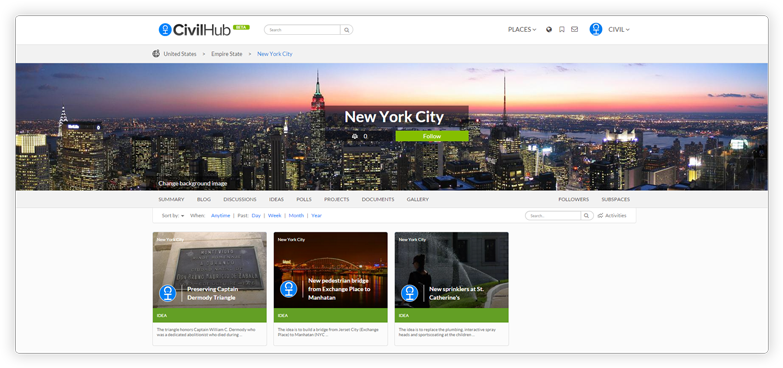 CivilHub BETA
Search
PLACES
CIVIL
United States > Empire State > New York City
New York City
0
Follow
Change background image
SUMMARY BLOG DISCUSSIONS IDEAS POLLS PROJECTS DOCUMENTS GALLERY FOLLOWERS SUBSPACES
Sort by: When: Anytime | Past: Day | Week | Month | Year Search Activities
New York City
Preserving Captain
Dermody Triangle
IDEA
The triangle honors Captain William C. Dermody who
was a dedicated abolitionist who died during ...
New York City
New pedestrian bridge
from Exchange Place to
Manhatan
IDEA
The idea is to build a bridge from Jerset City (Exchange
Place) to Manhatan (NYC ...
New York City
New sprinklers at St.
Catherine's
IDEA
The idea is to replace the plumbing, interactive spray
heads and sportscoating at the children...